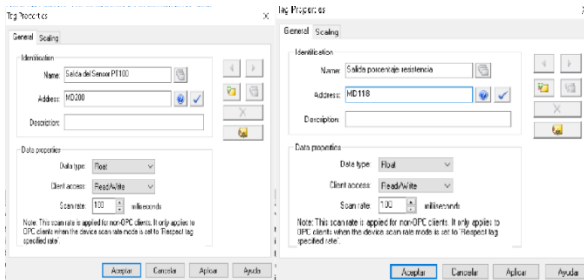 Tag Properties
General Scaling
Identification
Name: Salida del Sensor PT100
Address: MD200
Description:
Data properties
Data type: Float
Client access: Read/Write
Scan rate: 100 milliseconds
Note: This scan rate is applied for non-OPC clients. It only applies to
OPC clients when the device scan rate mode is set to 'Respect tag
specified rate'.
Aceptar Cancelar Aplicar Ayuda
Tag Properties
General Scaling
Identification
Name: Salida porcentaje resistencia
Address: MD118
Description:
Data properties
Data type: Float
Client access: Read/Write
Scan rate: 100 milliseconds
Note: This scan rate is applied for non-OPC clients. It only applies to
OPC clients when the device scan rate mode is set to 'Respect tag
specified rate'.
Aceptar Cancelar Aplicar Ayuda